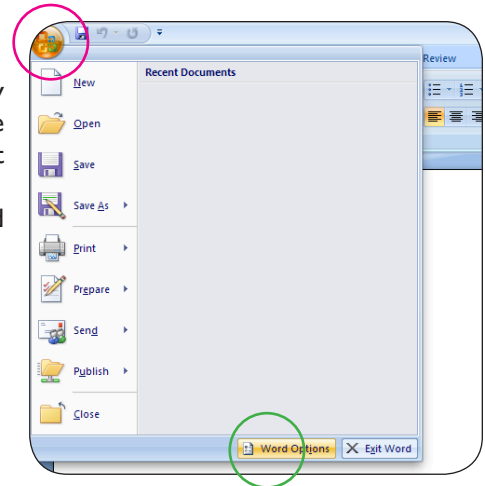 Review
Recent Documents
New
Open
Save
Save As
Print
Prepare
Send
Publish
Close
Word Options
Exit Word